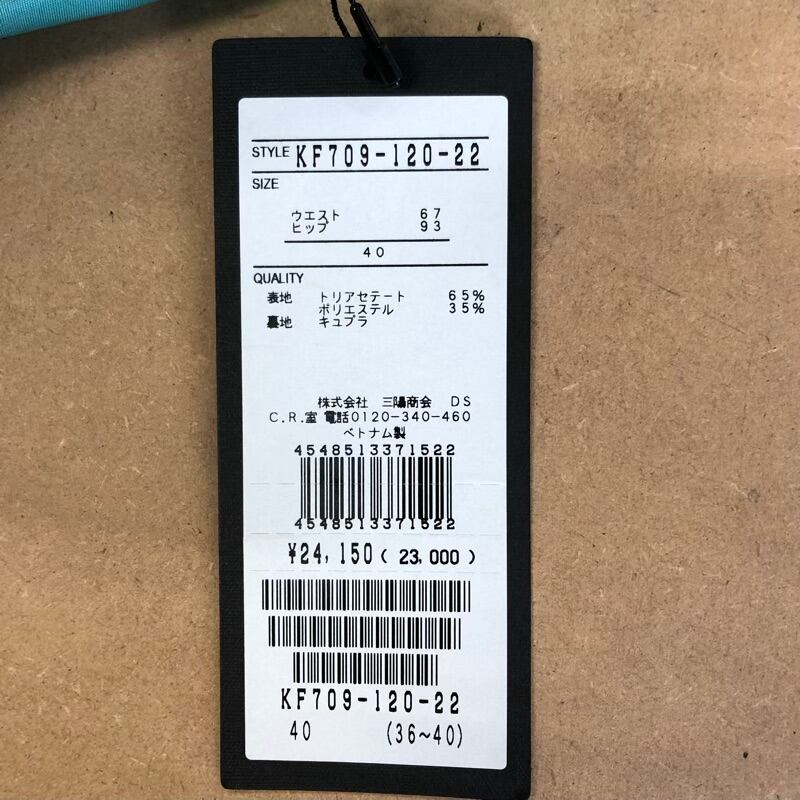 STYLE KF709-120-22
SIZE
ウエスト 67
ヒップ 93
40
QUALITY
表地 トリアセテート 65%
ポリエステル 35%
裏地 キュプラ
株式会社 三陽商会 DS
C.R.室 電話0120-340-460
ベトナム製
4548513371522
4548513371522
¥24,150( 23,000 )
KF709-120-22
40 (36~40)